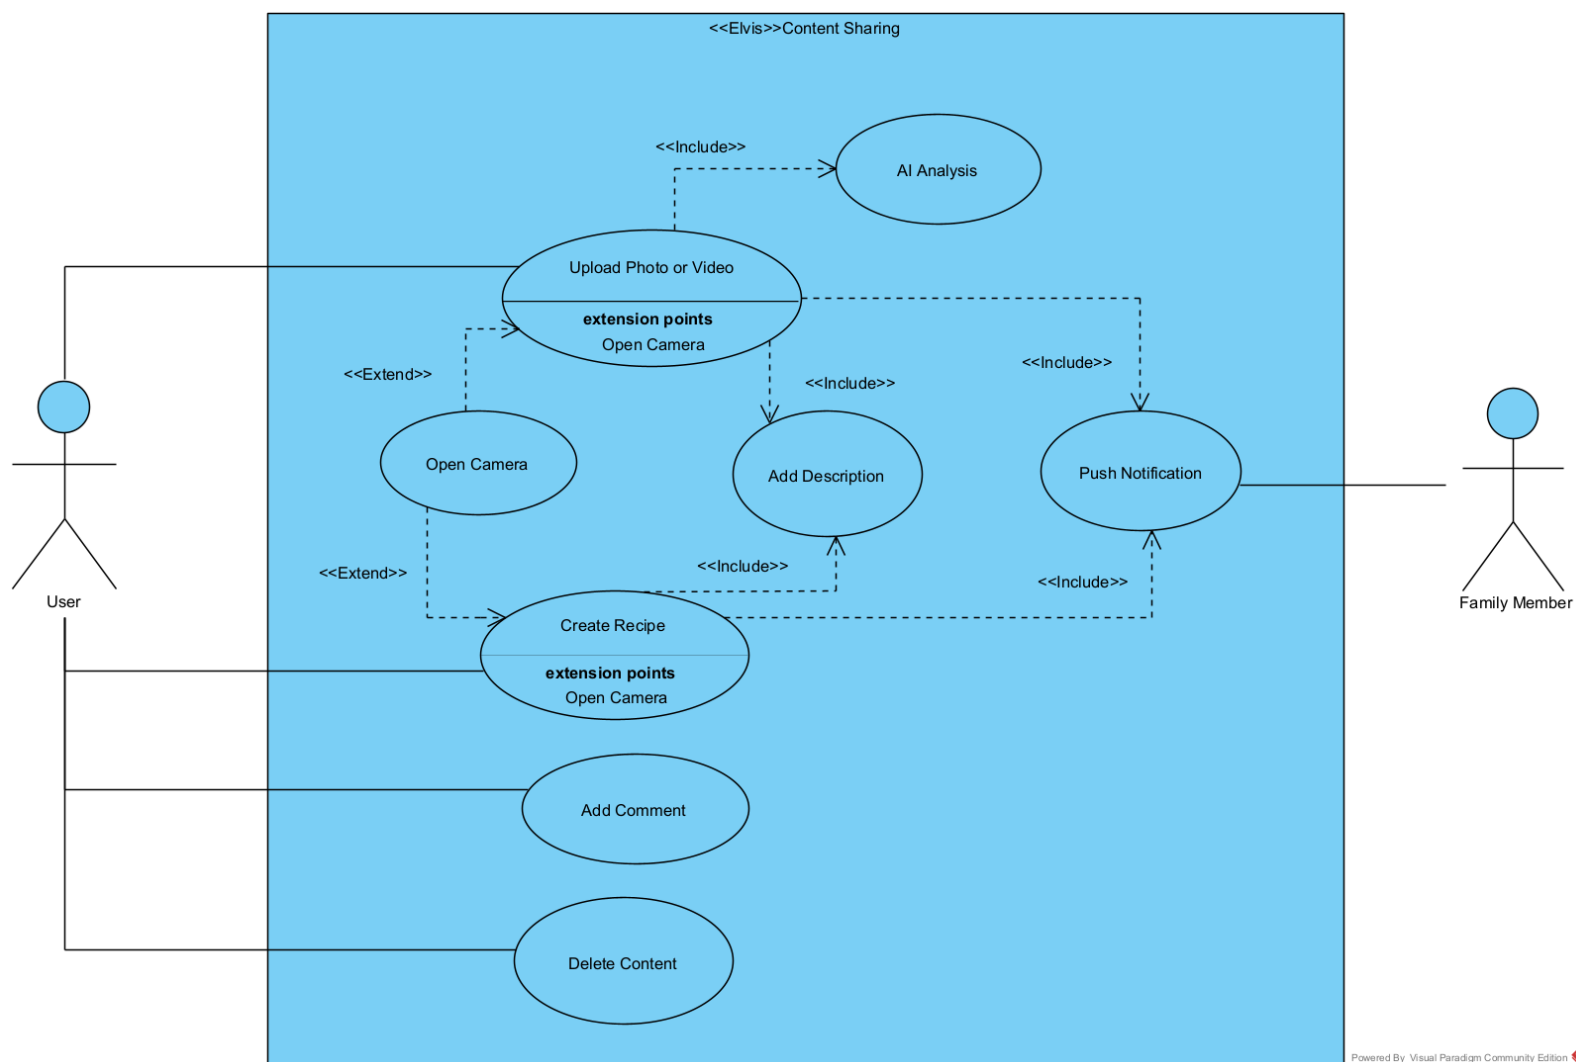 <<Elvis>>Content Sharing
<<Include>>
AI Analysis
Upload Photo or Video
extension points
Open Camera
<<Include>>
<<Extend>>
<<Include>>
Open Camera
Add Description
Push Notification
<<Extend>>
<<Include>>
<<Include>>
User
Family Member
Create Recipe
extension points
Open Camera
Add Comment
Delete Content
Powered By Visual Paradigm Community Edition